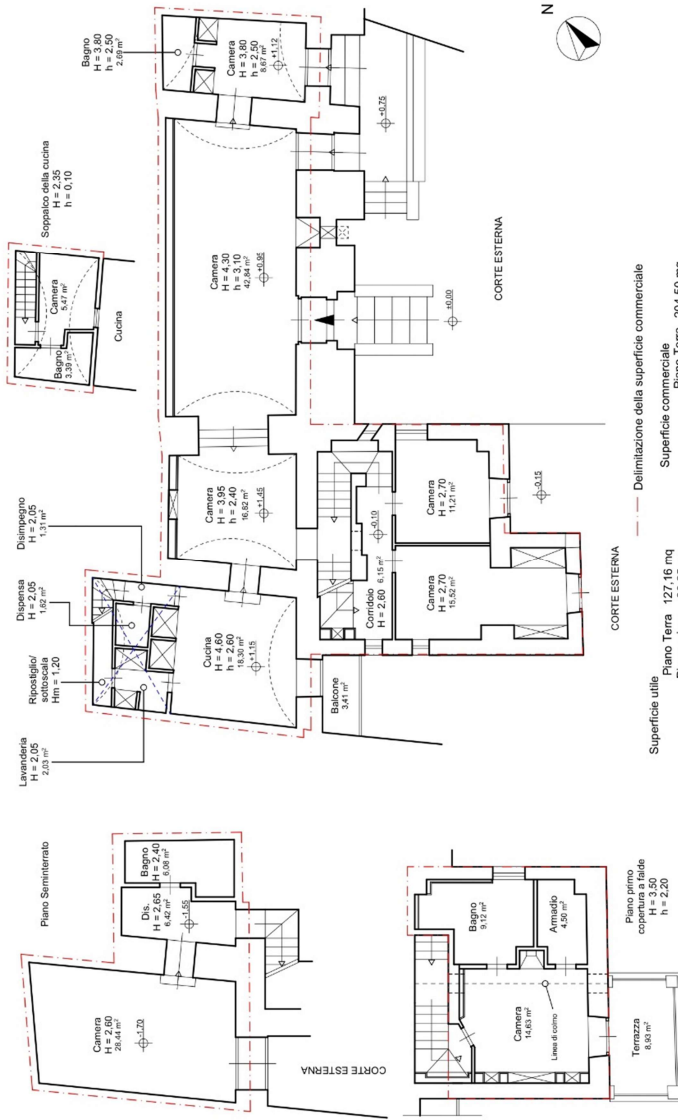 Bagno
H = 3,80
h = 2,50
2,69 m²
Camera
H = 3,80
h = 2,50
8,67 m²
+1,12
N
Soppalco della cucina
H = 2,35
h = 0,10
Camera
5,47 m²
Bagno
3,39 m²
Cucina
Camera
H = 4,30
h = 3,10
42,84 m²
+0,95
+0,75
±0,00
CORTE ESTERNA
Disimpegno
H = 2,05
1,31 m²
Dispensa
H = 2,05
1,62 m²
Ripostiglio/
sottoscala
Hm = 1,20
Lavanderia
H = 2,05
2,03 m²
Camera
H = 3,95
h = 2,40
16,82 m²
+1,45
Cucina
H = 4,60
h = 2,60
18,30 m²
+1,15
Balcone
3,41 m²
Corridoio
H = 2,60
6,15 m²
-0,10
Camera
H = 2,70
11,21 m²
Camera
H = 2,70
15,52 m²
-0,15
CORTE ESTERNA
Delimitazione della superficie commerciale
Superficie utile
Piano Terra 127,16 mq
Superficie commerciale
Piano Seminterrato
Camera
H = 2,60
28,44 m²
-1,70
Dis.
H = 2,65
6,42 m²
-1,55
Bagno
H = 2,40
6,08 m²
CORTE ESTERNA
Bagno
9,12 m²
Armadio
4,50 m²
Camera
14,63 m²
Linea di colmo
Terrazza
8,93 m²
Piano primo
copertura a falde
H = 3,50
h = 2,20